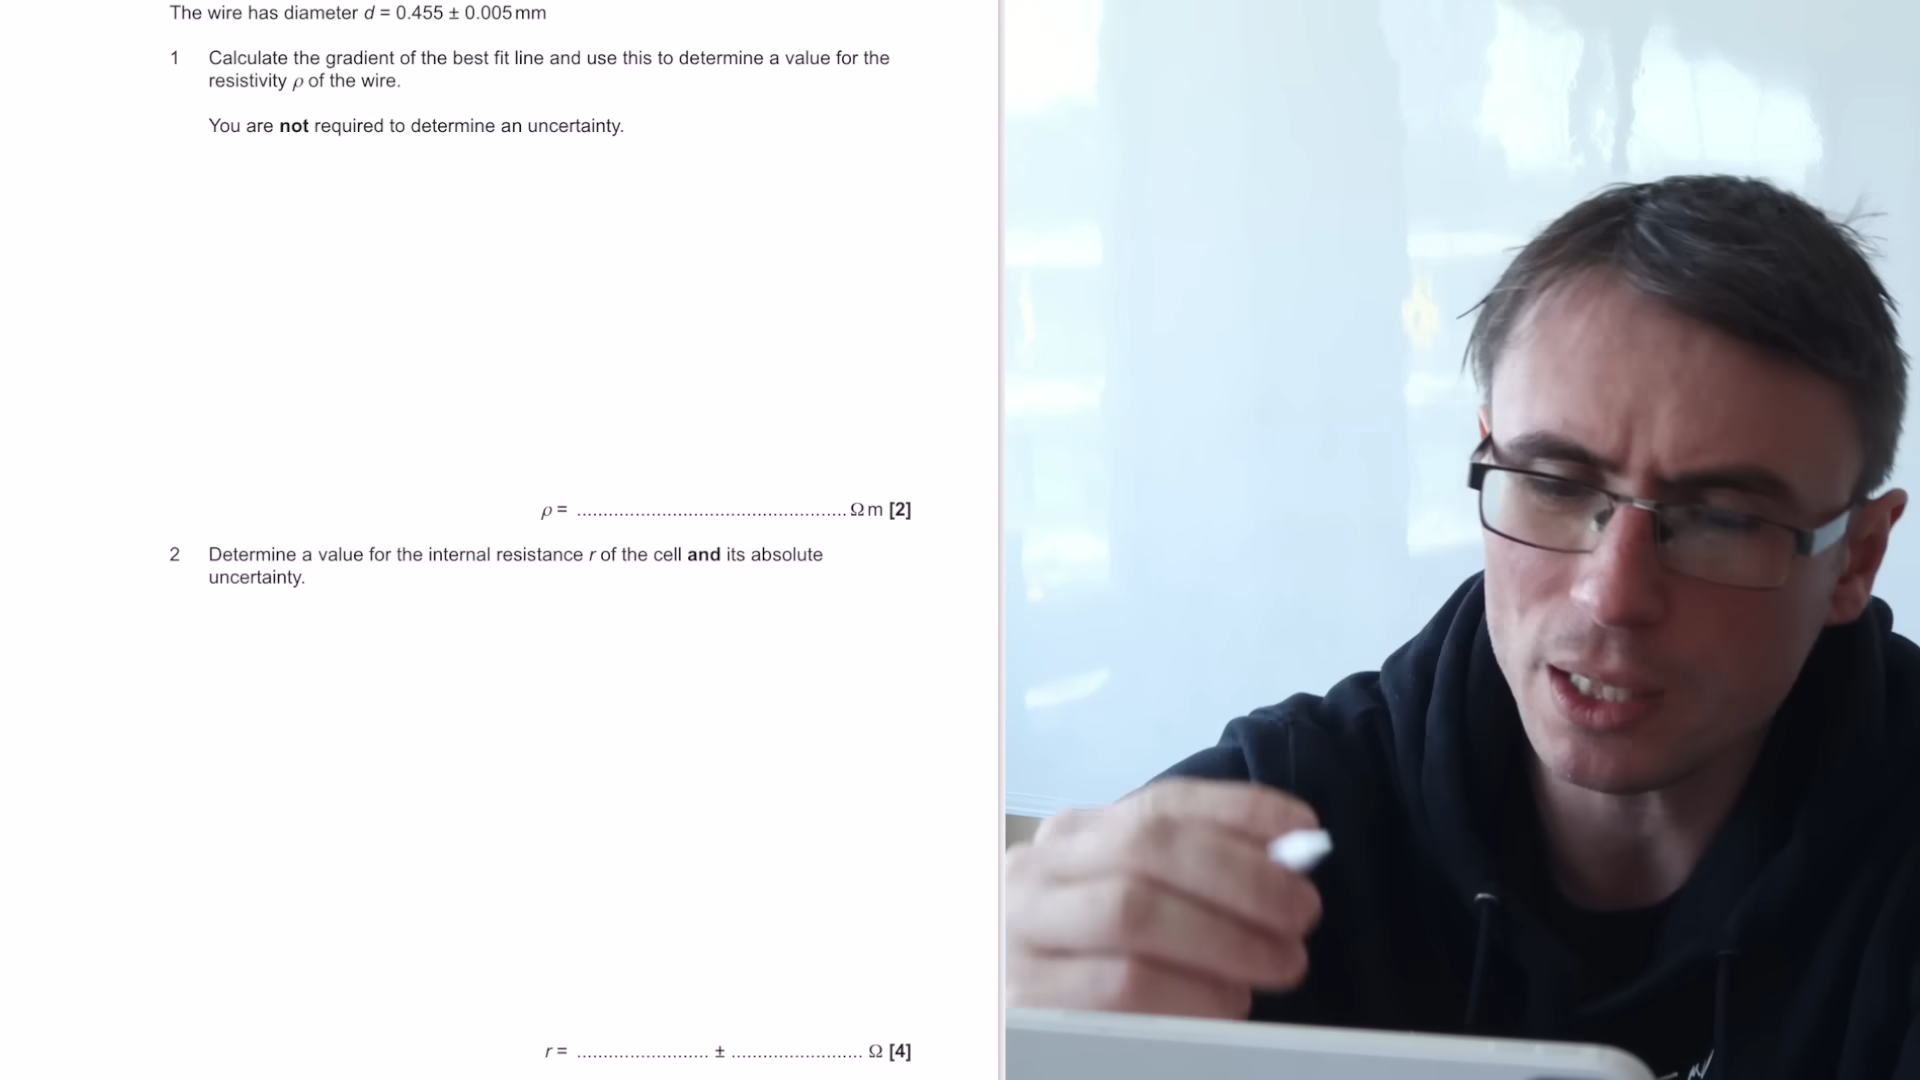 The wire has diameter d = 0.455 ± 0.005 mm
1 Calculate the gradient of the best fit line and use this to determine a value for the
resistivity ρ of the wire.
You are not required to determine an uncertainty.
ρ = .................................................. Ω m [2]
2 Determine a value for the internal resistance r of the cell and its absolute
uncertainty.
r = ......................... ± ......................... Ω [4]